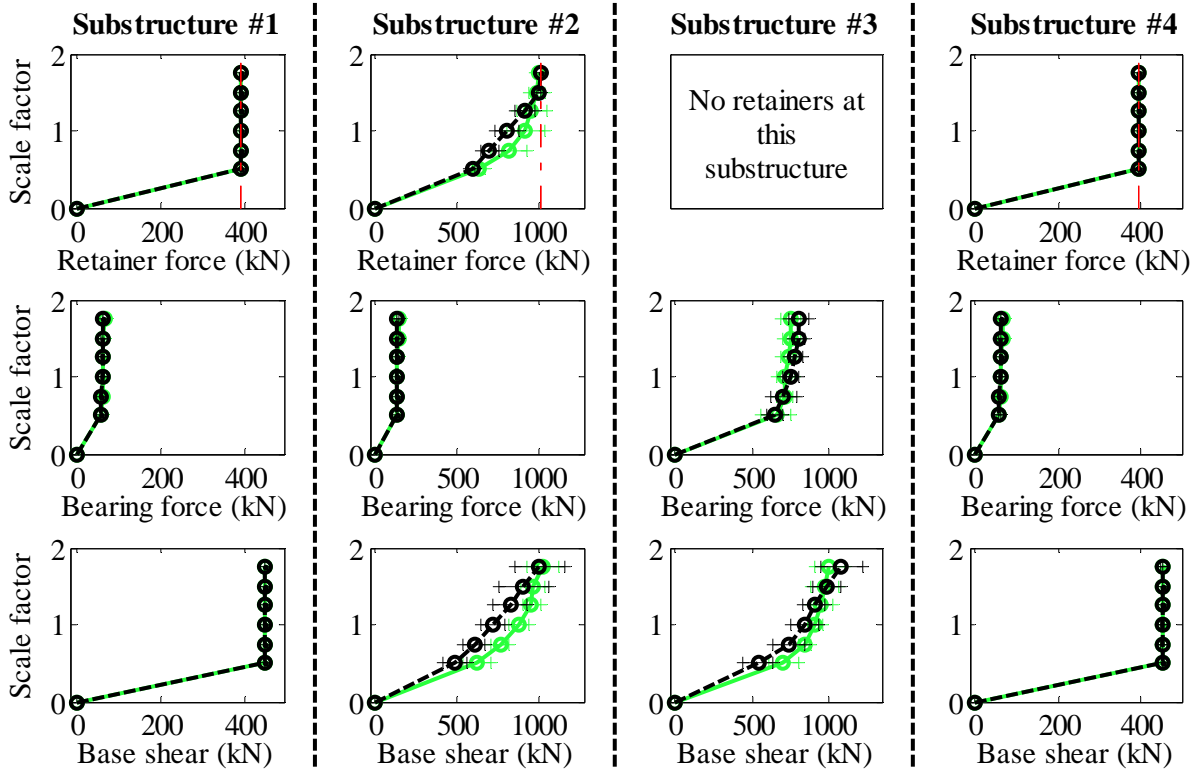 Substructure #1 Substructure #2 Substructure #3 Substructure #4
Scale factor
2
1
0
0 200 400
Retainer force (kN)
2
1
0
0 500 1000
Retainer force (kN)
No retainers at
this
substructure
2
1
0
0 200 400
Retainer force (kN)
Scale factor
2
1
0
0 200 400
Bearing force (kN)
2
1
0
0 500 1000
Bearing force (kN)
2
1
0
0 500 1000
Bearing force (kN)
2
1
0
0 200 400
Bearing force (kN)
Scale factor
2
1
0
0 200 400
Base shear (kN)
2
1
0
0 500 1000
Base shear (kN)
2
1
0
0 500 1000
Base shear (kN)
2
1
0
0 200 400
Base shear (kN)